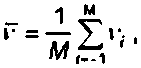 v̄ = 1/M ∑_{i=1}^{M} v_i ,